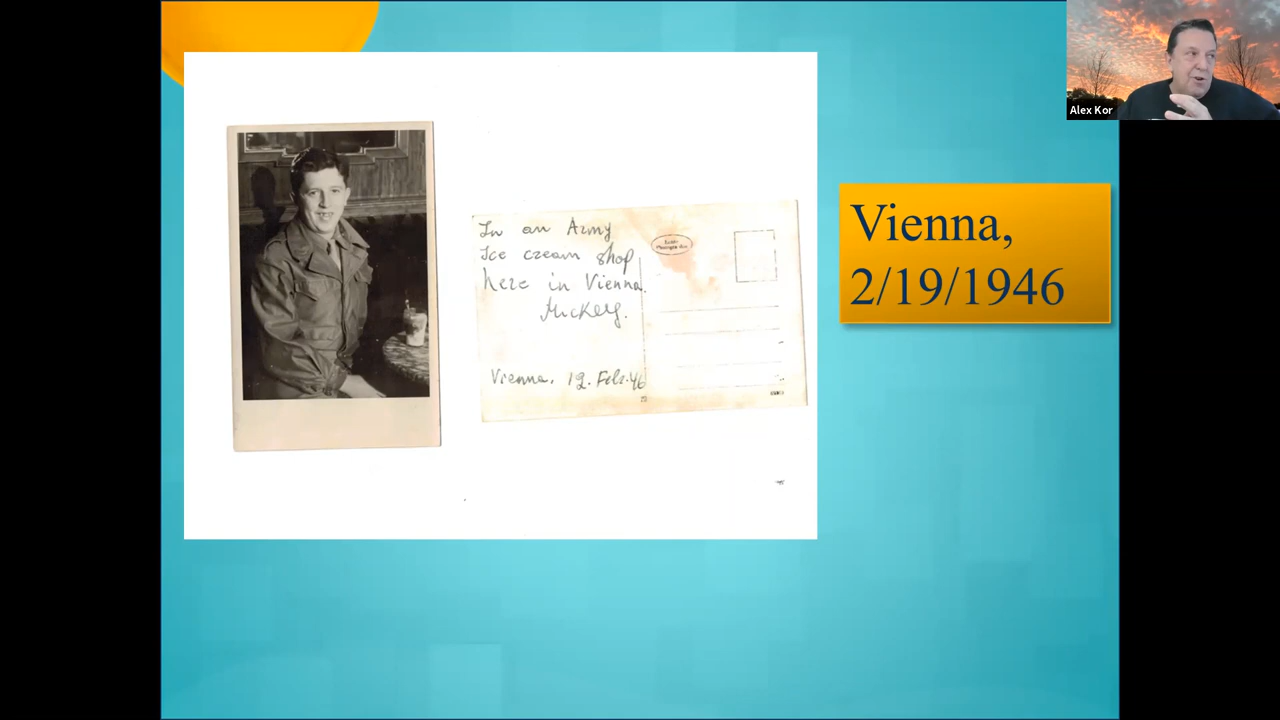 In an Army
Ice cream shop
here in Vienna.
Mickey.
Vienna, 19. Feb. 46
Vienna,
2/19/1946
Alex Kor